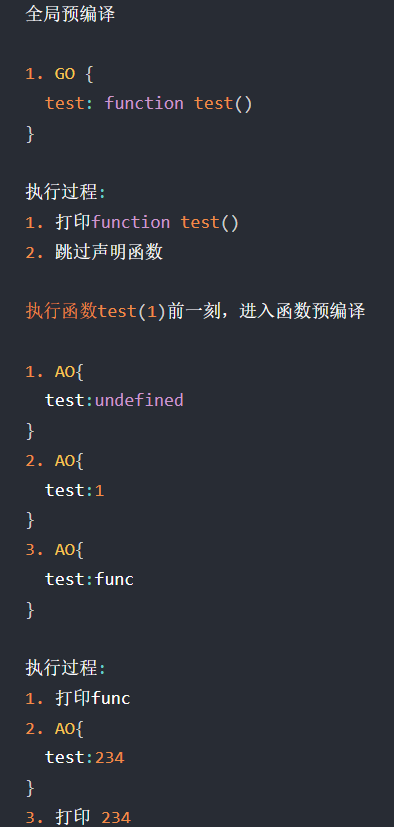 全局预编译
1. GO {
test: function test()
}
执行过程:
1. 打印function test()
2. 跳过声明函数
执行函数test(1)前一刻，进入函数预编译
1. AO{
test:undefined
}
2. AO{
test:1
}
3. AO{
test:func
}
执行过程:
1. 打印func
2. AO{
test:234
}
3. 打印 234